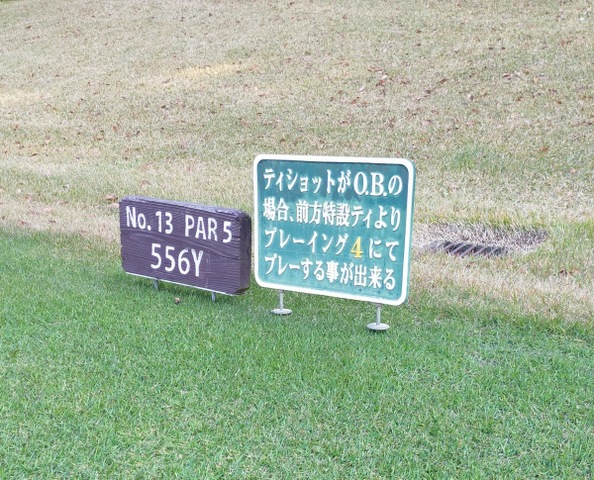 No. 13 PAR 5
556Y
ティショットがO.B.の
場合、前方特設ティより
プレーイング4にて
プレーする事が出来る